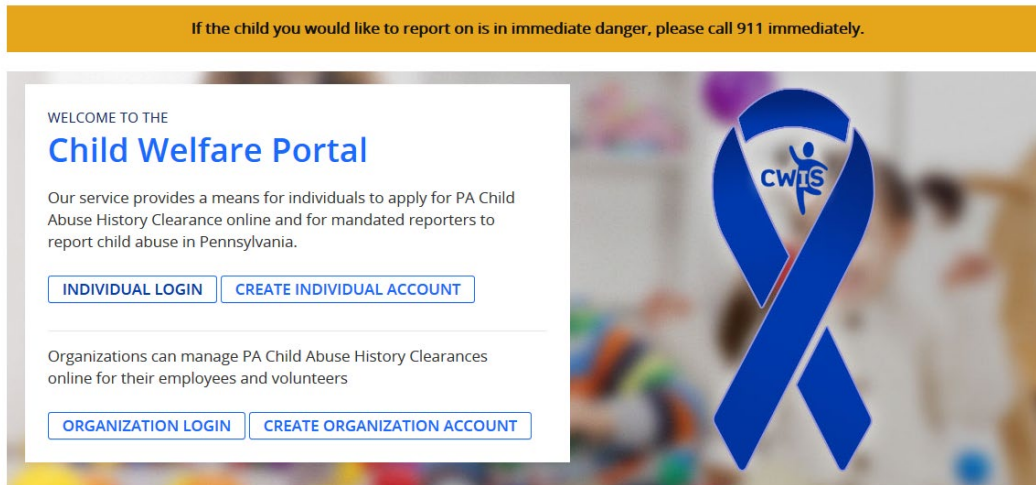 If the child you would like to report on is in immediate danger, please call 911 immediately.
WELCOME TO THE
Child Welfare Portal
Our service provides a means for individuals to apply for PA Child
Abuse History Clearance online and for mandated reporters to
report child abuse in Pennsylvania.
INDIVIDUAL LOGIN CREATE INDIVIDUAL ACCOUNT
Organizations can manage PA Child Abuse History Clearances
online for their employees and volunteers
ORGANIZATION LOGIN CREATE ORGANIZATION ACCOUNT
CWIS